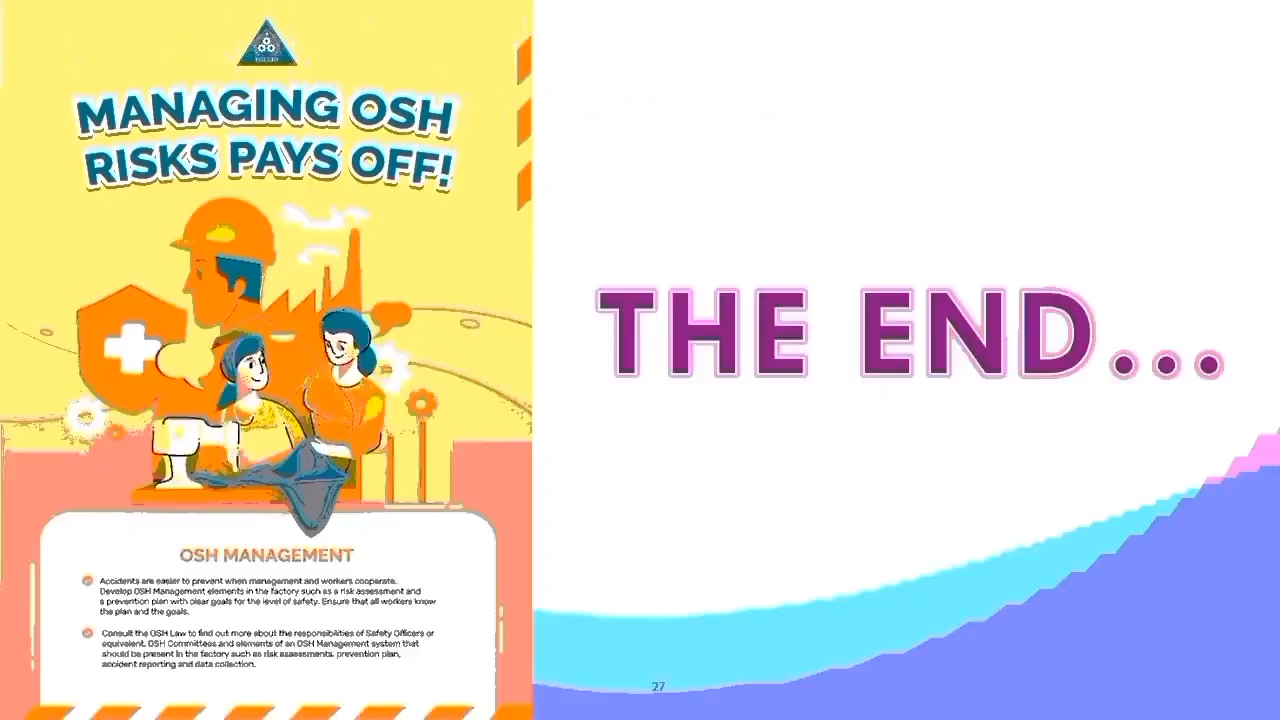 MANAGING OSH
RISKS PAYS OFF!
OSH MANAGEMENT
Accidents are easier to prevent when management and workers cooperate.
Develop OSH Management elements in the factory such as a risk assessment and
a prevention plan with clear goals for the level of safety. Ensure that all workers know
the plan and the goals.
Consult the OSH Law to find out more about the responsibilities of Safety Officers or
equivalent, OSH Committees and elements of an OSH Management system that
should be present in the factory such as risk assessments, prevention plan,
accident reporting and data collection.
THE END...
27